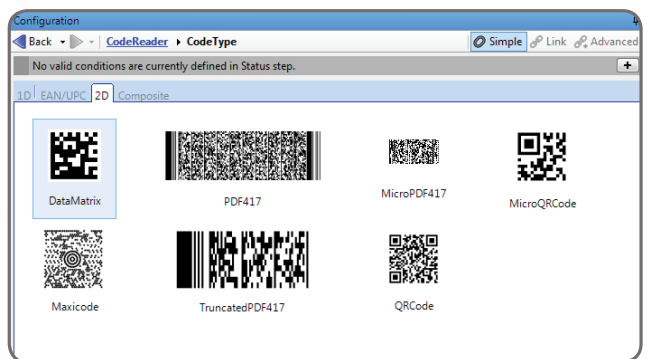 Configuration
Back CodeReader CodeType Simple Link Advanced
No valid conditions are currently defined in Status step.
1D EAN/UPC 2D Composite
DataMatrix PDF417 MicroPDF417 MicroQRCode
Maxicode TruncatedPDF417 QRCode